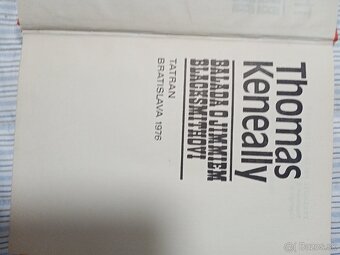 Thomas
Keneally
BALADA O JIMMIEM
BLACKSMITHOVI
TATRAN
BRATISLAVA 1976